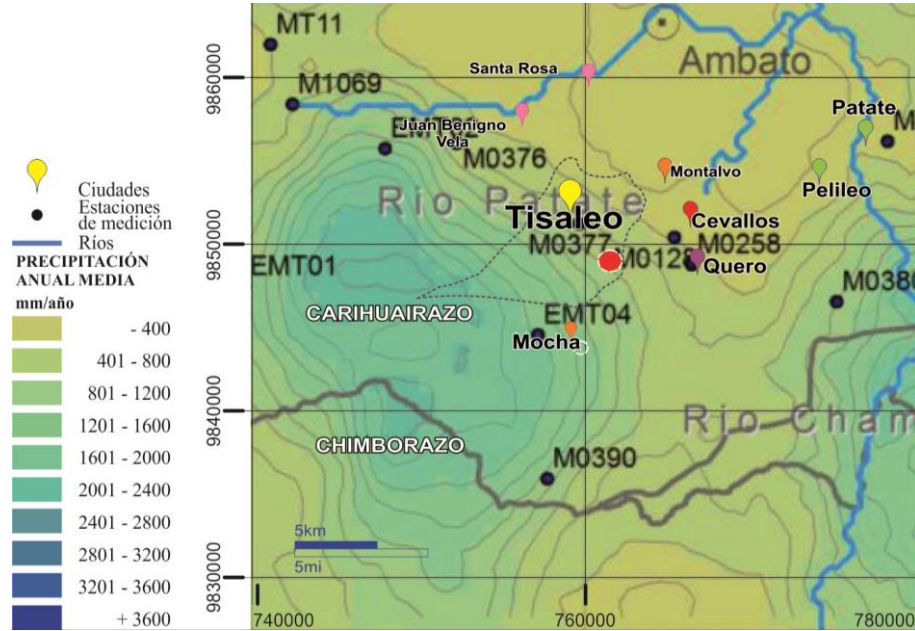 Ciudades
Estaciones
de medición
Ríos
PRECIPITACIÓN
ANUAL MEDIA
mm/año
- 400
401 - 800
801 - 1200
1201 - 1600
1601 - 2000
2001 - 2400
2401 - 2800
2801 - 3200
3201 - 3600
+ 3600
9860000
9850000
9840000
9830000
740000
760000
780000
MT11
M1069
Santa Rosa
Ambato
Juan Benigno
Vela
EMT02
M0376
Patate
M
Montalvo
Pelileo
Rio Patate
Tisaleo
Cevallos
M0377
M0128
M0258
Quero
EMT01
M0380
CARIHUAIRAZO
EMT04
Mocha
Rio Cham
CHIMBORAZO
M0390
5km
5mi